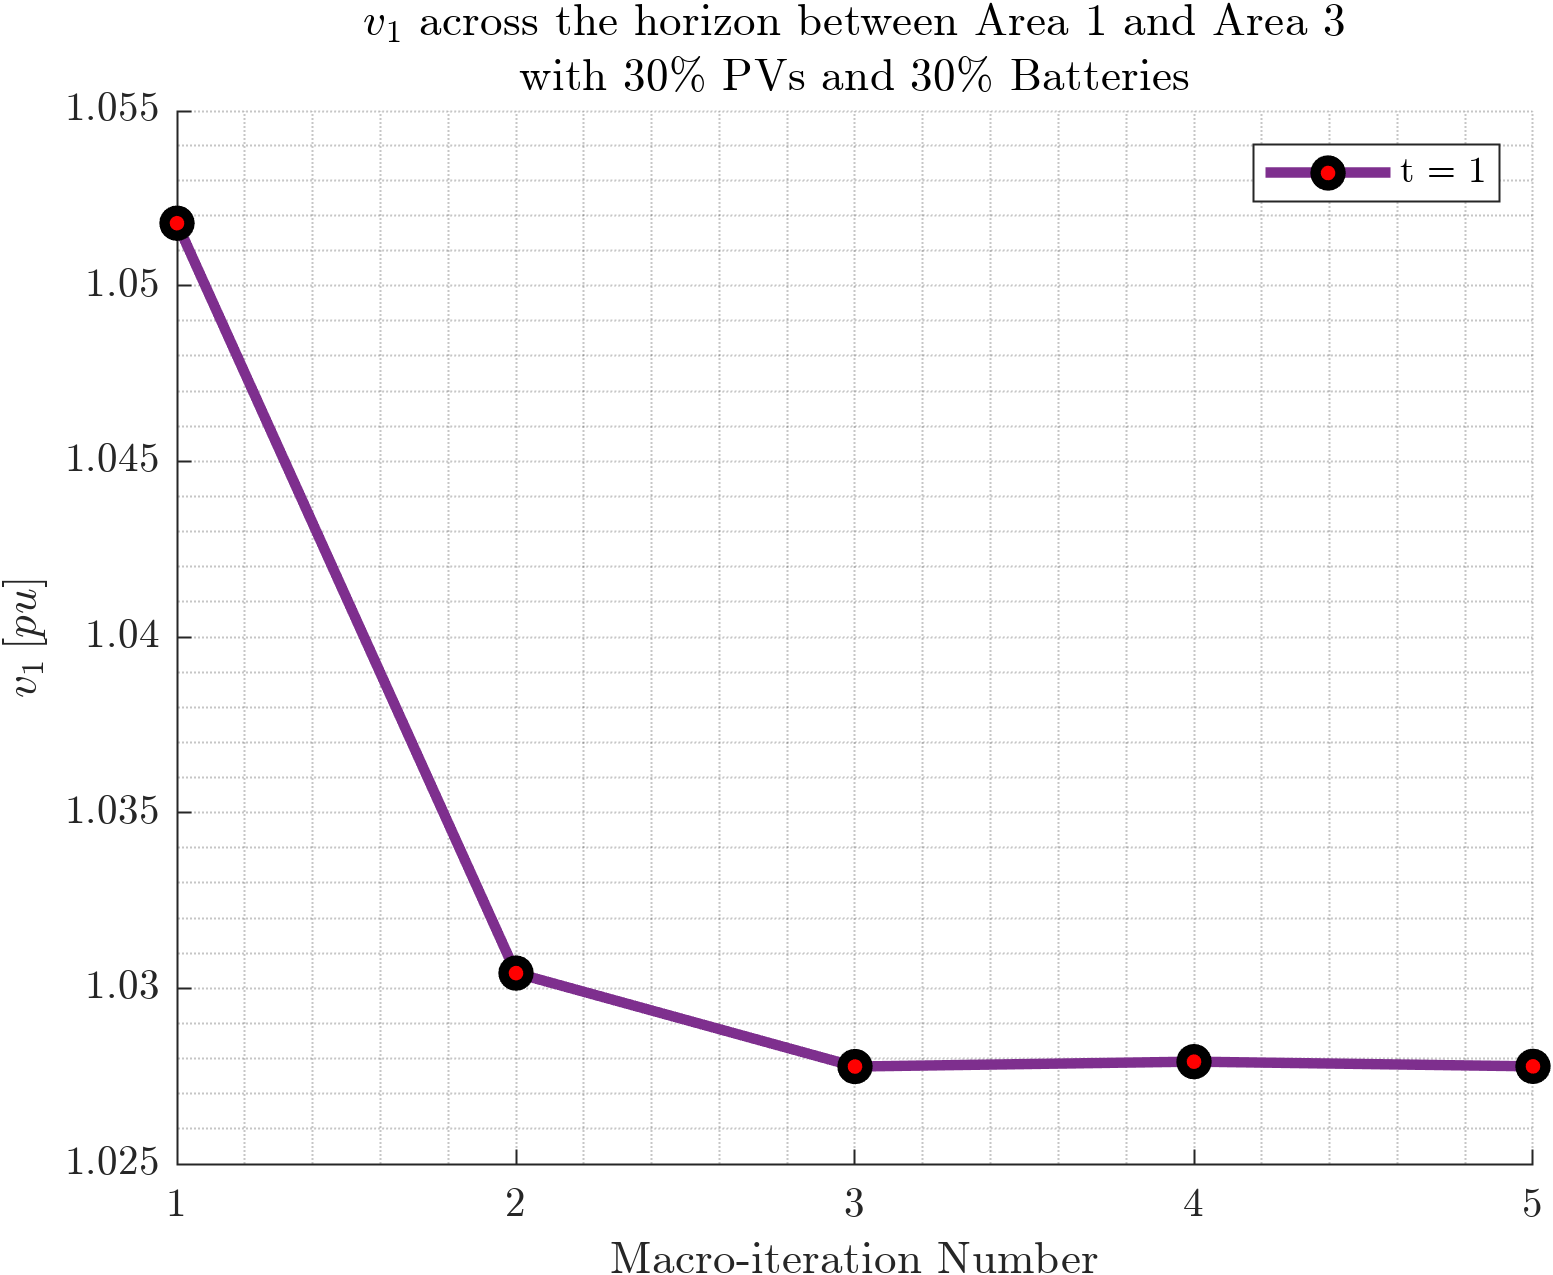 v₁ across the horizon between Area 1 and Area 3
with 30% PVs and 30% Batteries
t = 1
v₁ [pu]
1.055
1.05
1.045
1.04
1.035
1.03
1.025
1 2 3 4 5
Macro-iteration Number